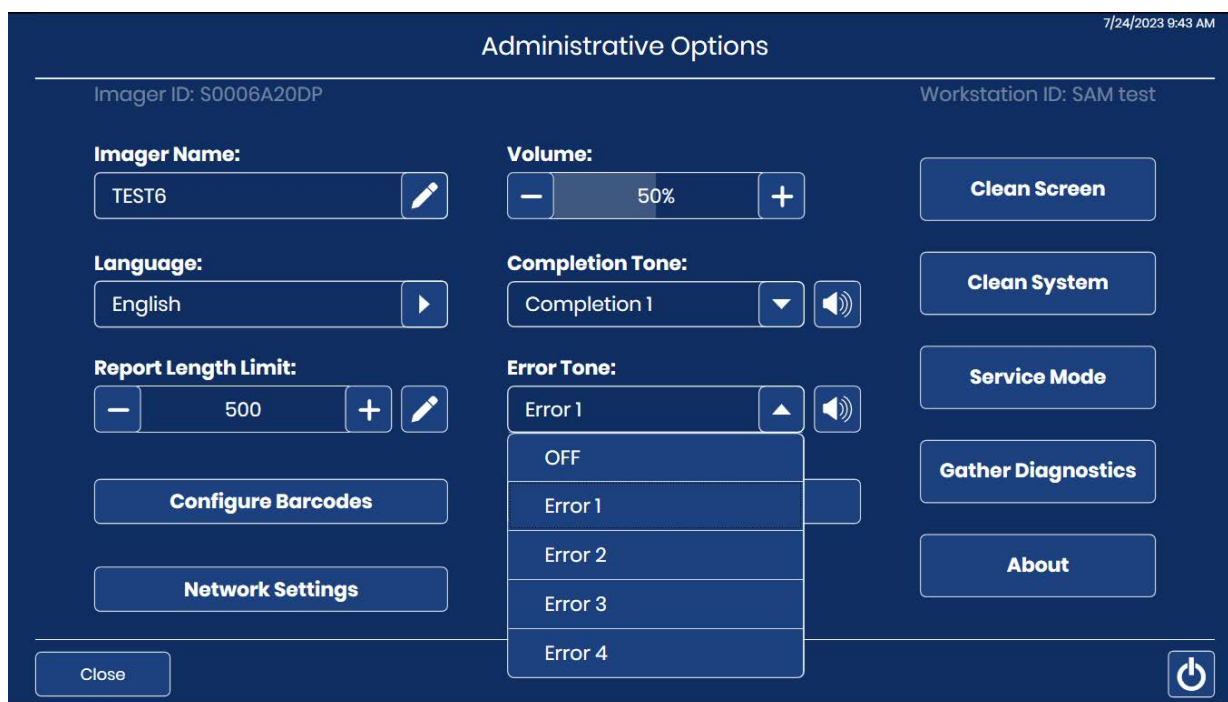 7/24/2023 9:43 AM
Administrative Options
Imager ID: S0006A20DP
Workstation ID: SAM test
Imager Name:
TEST6
Language:
English
Report Length Limit:
500
Configure Barcodes
Network Settings
Volume:
50%
Completion Tone:
Completion 1
Error Tone:
Error 1
OFF
Error 1
Error 2
Error 3
Error 4
Clean Screen
Clean System
Service Mode
Gather Diagnostics
About
Close